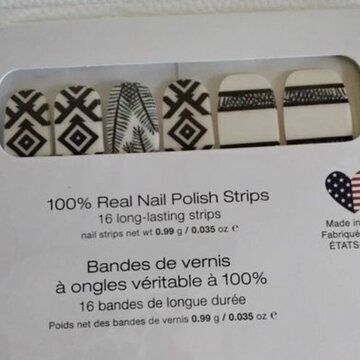 100% Real Nail Polish Strips
16 long-lasting strips
nail strips net wt 0.99 g / 0.035 oz ℮
Made in
Fabriqué
ÉTATS-
Bandes de vernis
à ongles véritable à 100%
16 bandes de longue durée
Poids net des bandes de vernis 0.99 g / 0.035 oz ℮